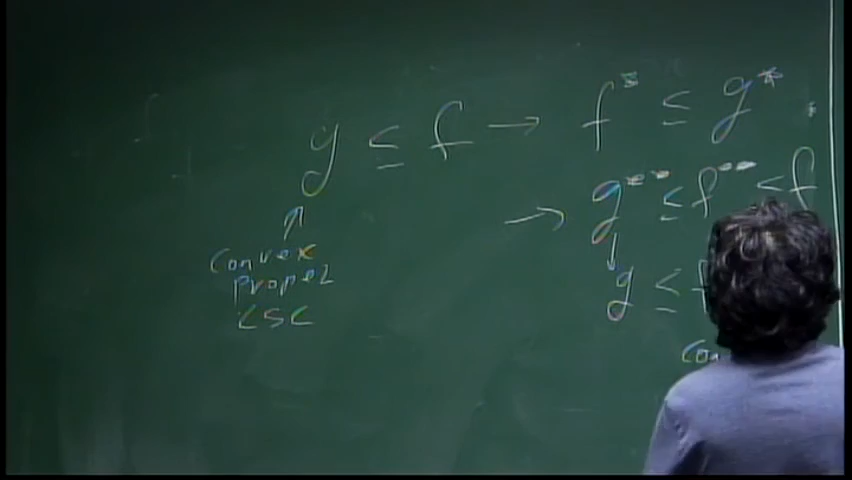 g ≤ f → f* ≤ g*
→ g** ≤ f** ≤ f
↑ ↓
convex g ≤ f
proper
lsc